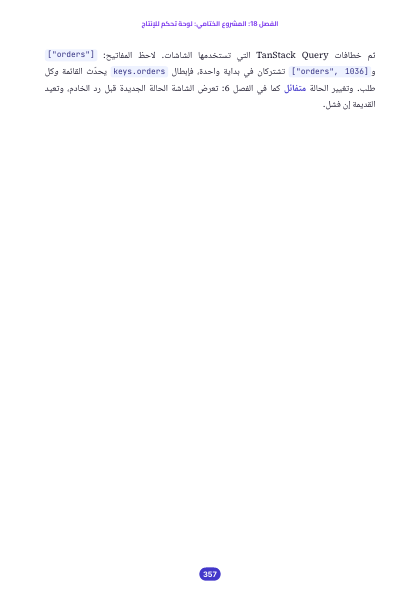 الفصل 18: المشروع الختامي: لوحة تحكم للإنتاج
ثم خطافات TanStack Query التي تستخدمها الشاشات. لاحظ المفاتيح: ["orders"]
و ["orders", 1036] تشتركان في بداية واحدة، فإبطال keys.orders يحدّث القائمة وكل
طلب. وتغيير الحالة متفائل كما في الفصل 6: تعرض الشاشة الحالة الجديدة قبل رد الخادم، وتعيد
القديمة إن فشل.
357